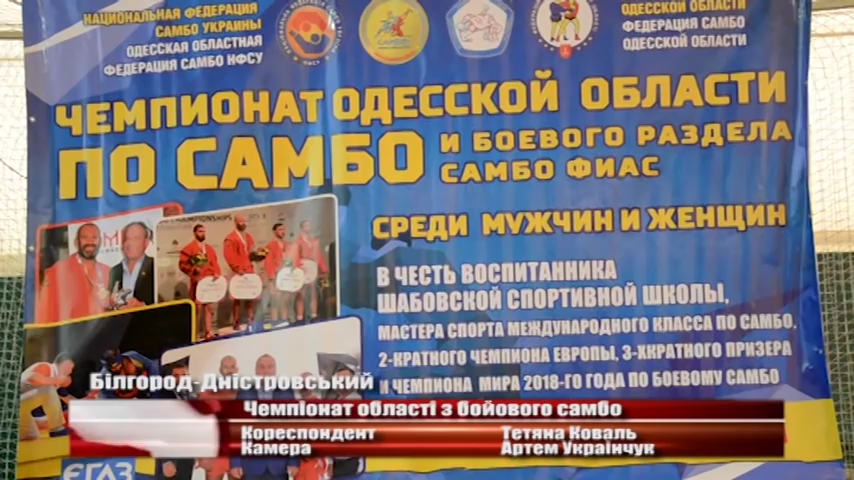 НАЦИОНАЛЬНАЯ ФЕДЕРАЦИЯ
САМБО УКРАИНЫ
ОДЕССКАЯ ОБЛАСТНАЯ
ФЕДЕРАЦИЯ САМБО НФСУ
ОДЕССКОЙ ОБЛАСТИ
ФЕДЕРАЦИЯ САМБО
ОДЕССКОЙ ОБЛАСТИ
ЧЕМПИОНАТ ОДЕССКОЙ ОБЛАСТИ
ПО САМБО И БОЕВОГО РАЗДЕЛА
САМБО ФИАС
СРЕДИ МУЖЧИН И ЖЕНЩИН
В ЧЕСТЬ ВОСПИТАННИКА
ШАБОВСКОЙ СПОРТИВНОЙ ШКОЛЫ,
МАСТЕРА СПОРТА МЕЖДУНАРОДНОГО КЛАССА ПО САМБО,
2-КРАТНОГО ЧЕМПИОНА ЕВРОПЫ, 3-ХКРАТНОГО ПРИЗЕРА
И ЧЕМПИОНА МИРА 2018-ГО ГОДА ПО БОЕВОМУ САМБО
Білгород-Дністровський
Чемпіонат області з бойового самбо
Кореспондент Тетяна Коваль
Камера Артем Українчук
ЄГАЗ